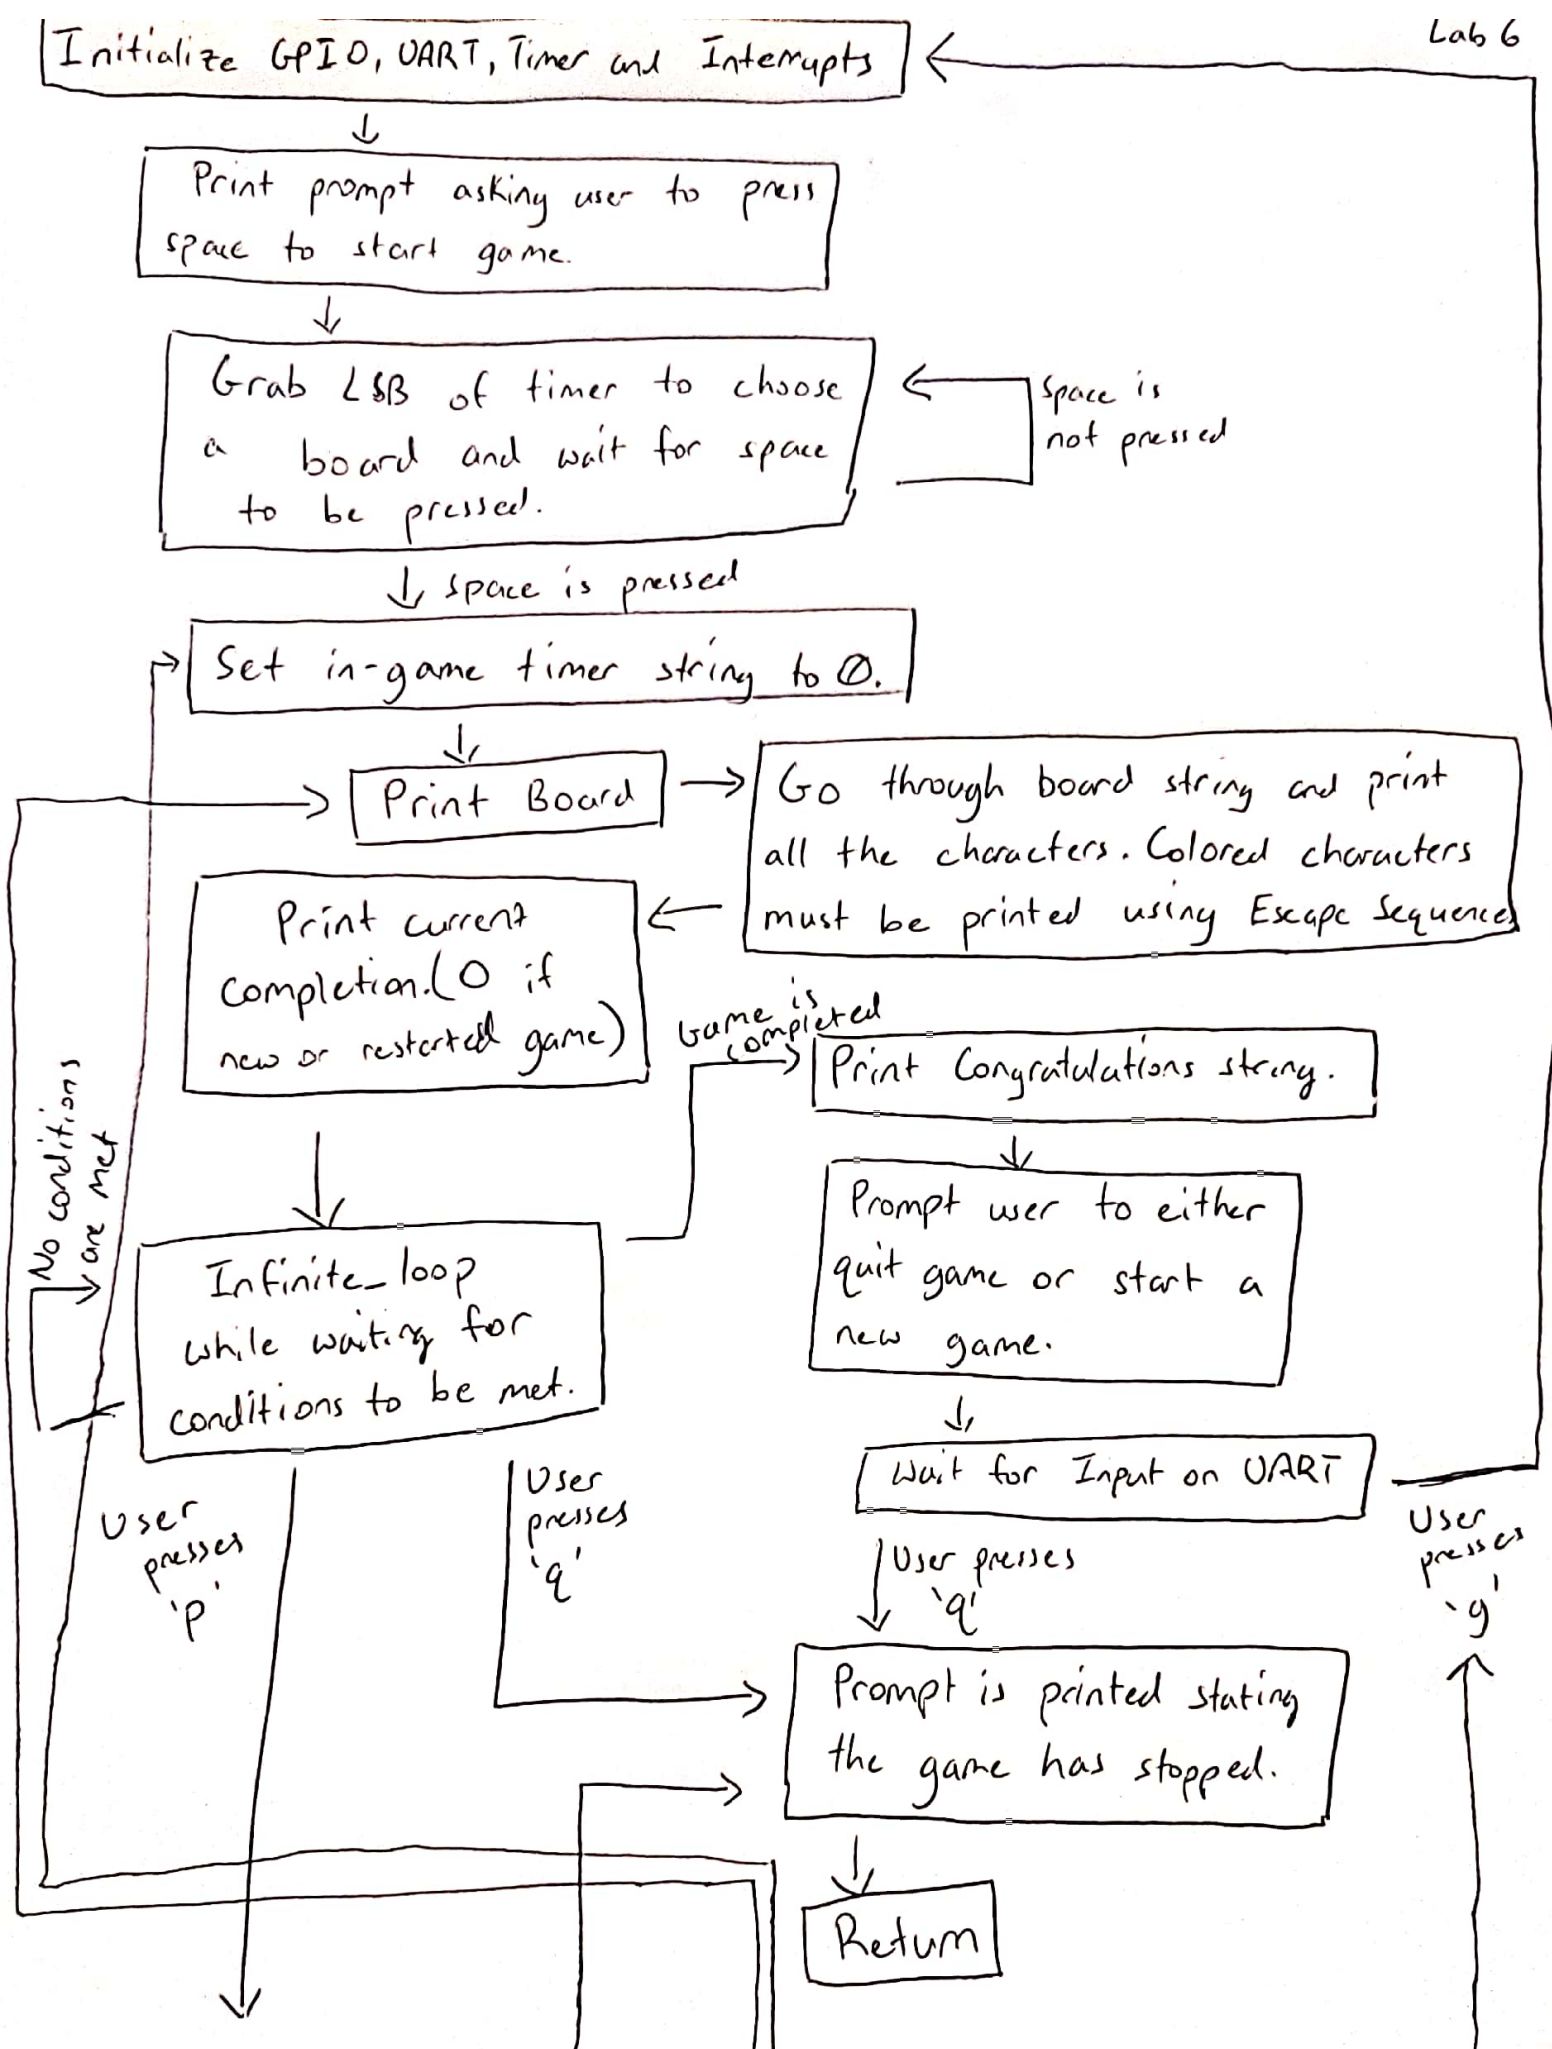 Lab 6
Initialize GPIO, UART, Timer and Interrupts
Print prompt asking user to press
space to start game.
Grab LSB of timer to choose
a board and wait for space
to be pressed.
space is
not pressed
space is pressed
Set in-game timer string to 0.
Print Board
Go through board string and print
all the characters. Colored characters
must be printed using Escape Sequences
Print current
completion. (0 if
new or restarted game)
Game is
completed
Print Congratulations string.
No conditions
are met
Prompt user to either
quit game or start a
new game.
Infinite_loop
while waiting for
conditions to be met.
Wait for Input on UART
User
presses
'p'
User
presses
'q'
User presses
'q'
User
presses
'g'
Prompt is printed stating
the game has stopped.
Return